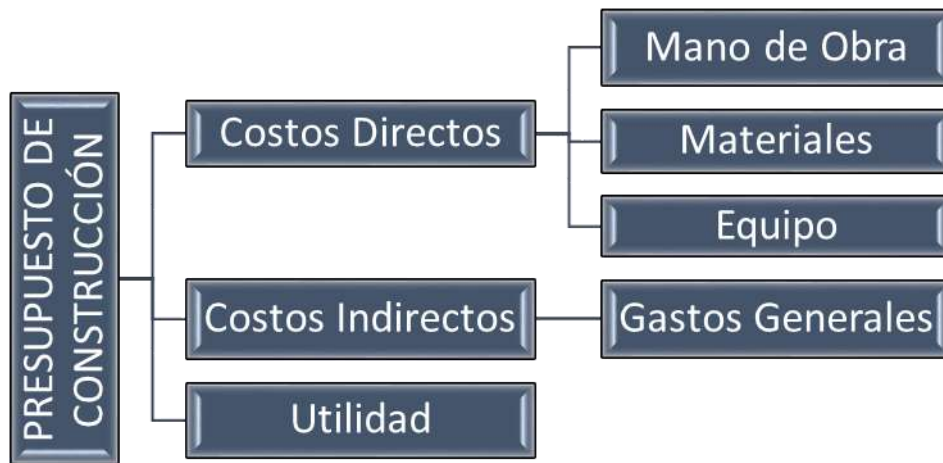 PRESUPUESTO DE
CONSTRUCCIÓN
Costos Directos
Mano de Obra
Materiales
Equipo
Costos Indirectos
Gastos Generales
Utilidad